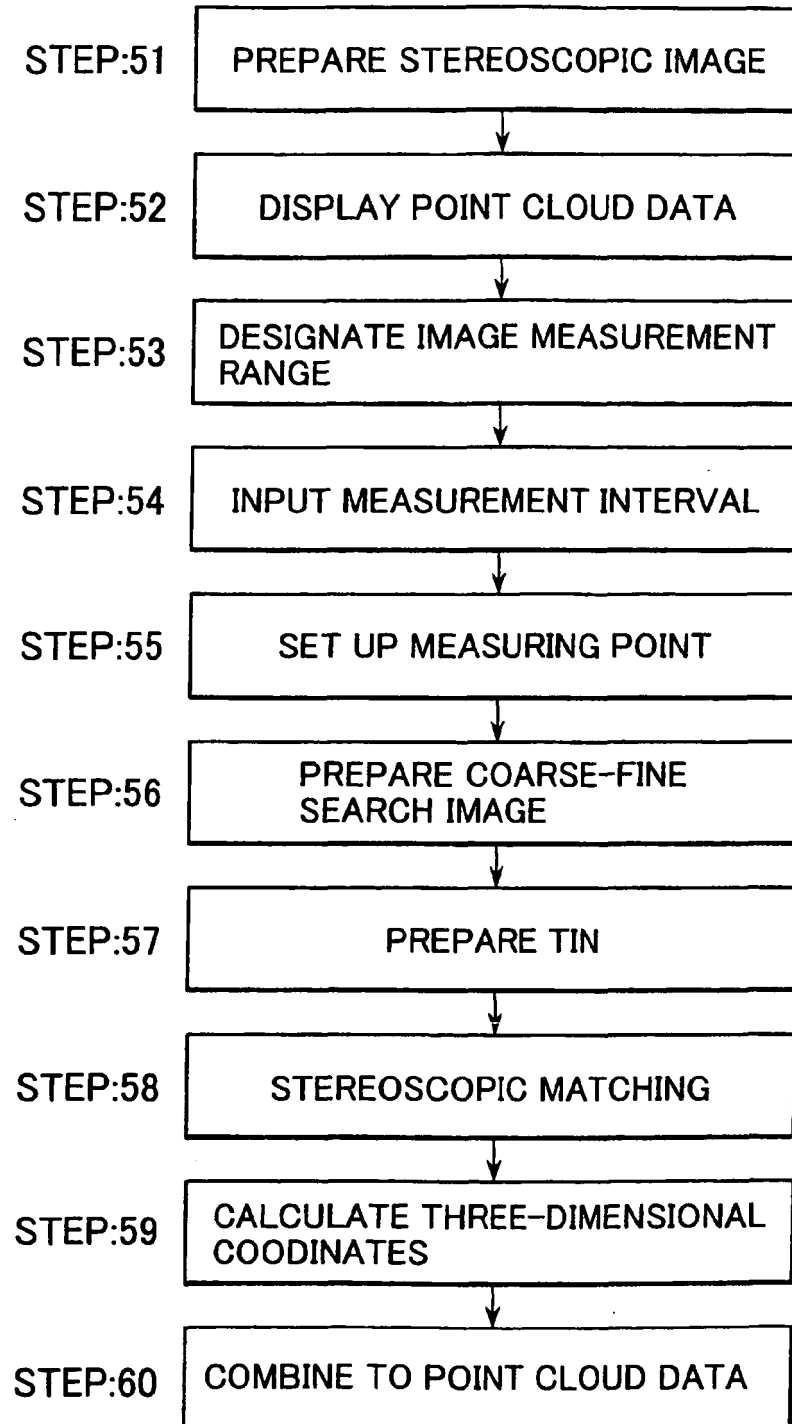 STEP:51 PREPARE STEREOSCOPIC IMAGE
STEP:52 DISPLAY POINT CLOUD DATA
STEP:53 DESIGNATE IMAGE MEASUREMENT
RANGE
STEP:54 INPUT MEASUREMENT INTERVAL
STEP:55 SET UP MEASURING POINT
STEP:56 PREPARE COARSE-FINE
SEARCH IMAGE
STEP:57 PREPARE TIN
STEP:58 STEREOSCOPIC MATCHING
STEP:59 CALCULATE THREE-DIMENSIONAL
COODINATES
STEP:60 COMBINE TO POINT CLOUD DATA